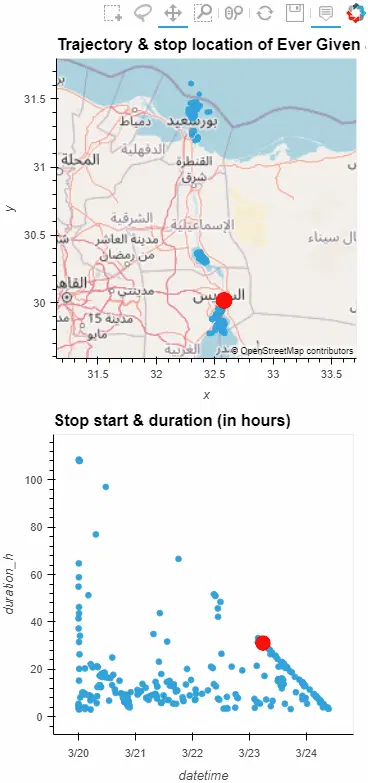 Trajectory & stop location of Ever Given
31.5
31
30.5
30
y
دمياط
بورسعيد
الدقهلية
المحلة
القنطرة
شرق
الشرقية
الإسماعيلية
مدينة العاشر
من رمضان
سيناء
القاهر
مدينتي
مدينة 15
مايو
© OpenStreetMap contributors
31.5 32 32.5 33 33.5
x
Stop start & duration (in hours)
100
80
60
40
20
0
duration_h
3/20 3/21 3/22 3/23 3/24
datetime